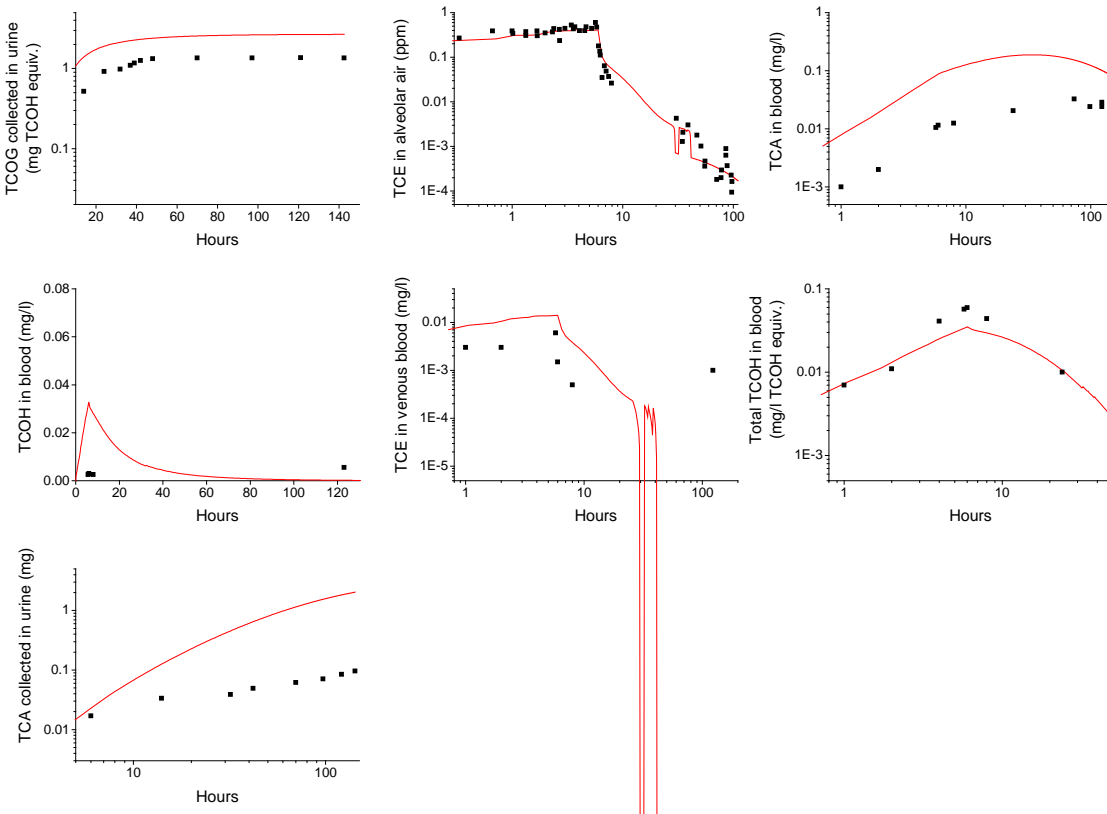 TCOG collected in urine
(mg TCOH equiv.)
1
0.1
20 40 60 80 100 120 140
Hours
TCE in alveolar air (ppm)
1E+0
0.1
0.01
1E-3
1E-4
1 10 100
Hours
TCA in blood (mg/l)
1
0.1
0.01
1E-3
1 10 100
Hours
TCOH in blood (mg/l)
0.08
0.06
0.04
0.02
0.00
0 20 40 60 80 100 120
Hours
TCE in venous blood (mg/l)
0.01
1E-3
1E-4
1E-5
1 10 100
Hours
Total TCOH in blood
(mg/l TCOH equiv.)
0.1
0.01
1E-3
1 10
Hours
TCA collected in urine (mg)
1
0.1
0.01
10 100
Hours